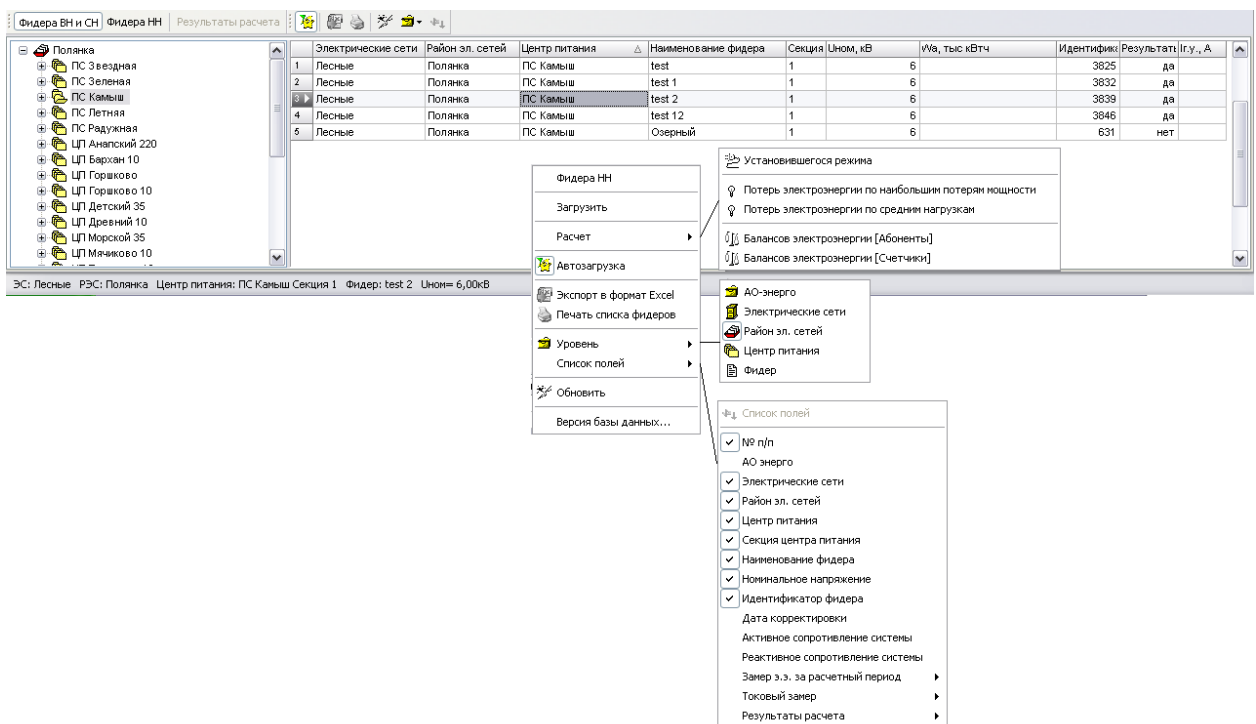 Фидера ВН и СН Фидера НН Результаты расчета
Полянка
ПС Звездная
ПС Зеленая
ПС Камыш
ПС Летняя
ПС Радужная
ЦП Анапский 220
ЦП Бархан 10
ЦП Горшково
ЦП Горшково 10
ЦП Детский 35
ЦП Древний 10
ЦП Морской 35
ЦП Мячиково 10
Электрические сети Район эл. сетей Центр питания Наименование фидера Секция Uном, кВ Wa, тыс кВтч Идентифик Результать Iг.у., А
1 Лесные Полянка ПС Камыш test 1 6 3825 да
2 Лесные Полянка ПС Камыш test 1 1 6 3832 да
3 Лесные Полянка ПС Камыш test 2 1 6 3839 да
4 Лесные Полянка ПС Камыш test 12 1 6 3846 да
5 Лесные Полянка ПС Камыш Озерный 1 6 631 нет
ЭС: Лесные РЭС: Полянка Центр питания: ПС Камыш Секция 1 Фидер: test 2 Uном= 6,00кВ
Фидера НН
Загрузить
Расчет
Автозагрузка
Экспорт в формат Excel
Печать списка фидеров
Уровень
Список полей
Обновить
Версия базы данных...
Установившегося режима
Потерь электроэнергии по наибольшим потерям мощности
Потерь электроэнергии по средним нагрузкам
Балансов электроэнергии [Абоненты]
Балансов электроэнергии [Счетчики]
АО-энерго
Электрические сети
Район эл. сетей
Центр питания
Фидер
Список полей
№ п/п
АО энерго
Электрические сети
Район эл. сетей
Центр питания
Секция центра питания
Наименование фидера
Номинальное напряжение
Идентификатор фидера
Дата корректировки
Активное сопротивление системы
Реактивное сопротивление системы
Замер э.э. за расчетный период
Токовый замер
Результаты расчета